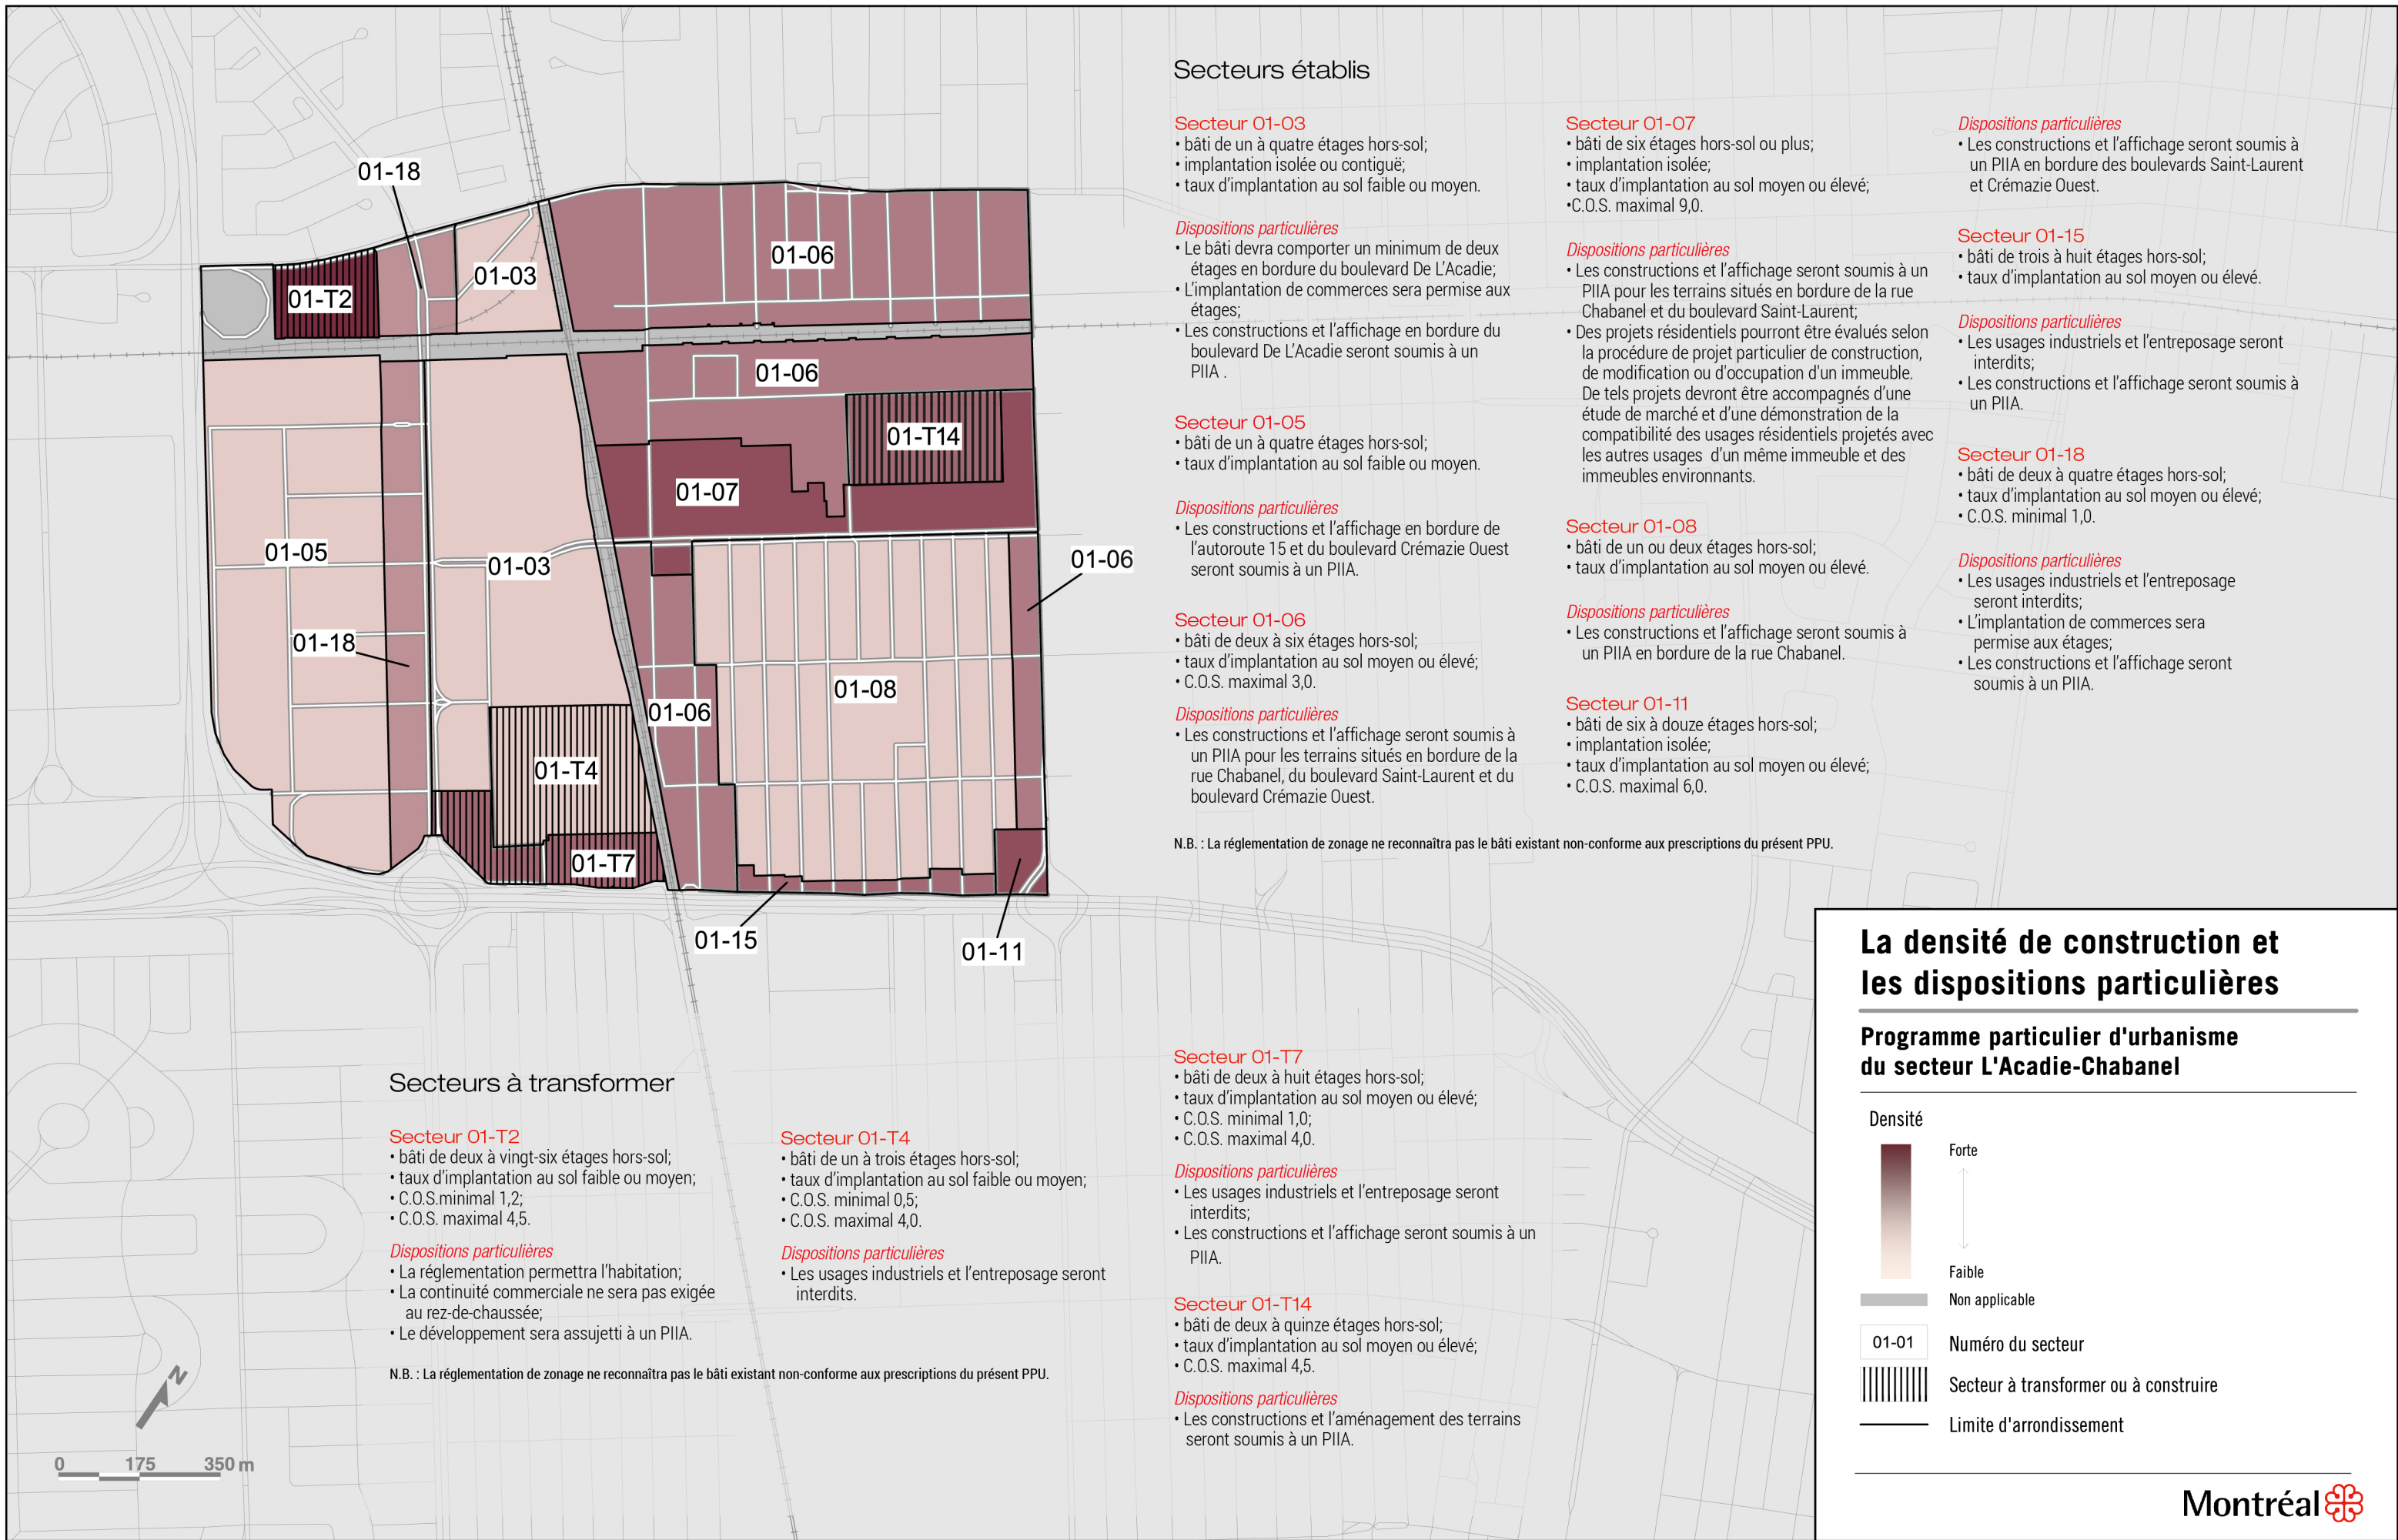 01-18
01-03
01-06
01-T2
01-06
01-T14
01-07
01-05
01-03
01-06
01-18
01-08
01-06
01-T4
01-T7
01-15
01-11
Secteurs établis
Secteur 01-03
• bâti de un à quatre étages hors-sol;
• implantation isolée ou contiguë;
• taux d'implantation au sol faible ou moyen.
Dispositions particulières
• Le bâti devra comporter un minimum de deux
étages en bordure du boulevard De L'Acadie;
• L'implantation de commerces sera permise aux
étages;
• Les constructions et l'affichage en bordure du
boulevard De L'Acadie seront soumis à un
PIIA .
Secteur 01-05
• bâti de un à quatre étages hors-sol;
• taux d'implantation au sol faible ou moyen.
Dispositions particulières
• Les constructions et l'affichage en bordure de
l'autoroute 15 et du boulevard Crémazie Ouest
seront soumis à un PIIA.
Secteur 01-06
• bâti de deux à six étages hors-sol;
• taux d'implantation au sol moyen ou élevé;
• C.O.S. maximal 3,0.
Dispositions particulières
• Les constructions et l'affichage seront soumis à
un PIIA pour les terrains situés en bordure de la
rue Chabanel, du boulevard Saint-Laurent et du
boulevard Crémazie Ouest.
Secteur 01-07
• bâti de six étages hors-sol ou plus;
• implantation isolée;
• taux d'implantation au sol moyen ou élevé;
•C.O.S. maximal 9,0.
Dispositions particulières
• Les constructions et l'affichage seront soumis à un
PIIA pour les terrains situés en bordure de la rue
Chabanel et du boulevard Saint-Laurent;
• Des projets résidentiels pourront être évalués selon
la procédure de projet particulier de construction,
de modification ou d'occupation d'un immeuble.
De tels projets devront être accompagnés d'une
étude de marché et d'une démonstration de la
compatibilité des usages résidentiels projetés avec
les autres usages d'un même immeuble et des
immeubles environnants.
Secteur 01-08
• bâti de un ou deux étages hors-sol;
• taux d'implantation au sol moyen ou élevé.
Dispositions particulières
• Les constructions et l'affichage seront soumis à
un PIIA en bordure de la rue Chabanel.
Secteur 01-11
• bâti de six à douze étages hors-sol;
• implantation isolée;
• taux d'implantation au sol moyen ou élevé;
• C.O.S. maximal 6,0.
Dispositions particulières
• Les constructions et l'affichage seront soumis à
un PIIA en bordure des boulevards Saint-Laurent
et Crémazie Ouest.
Secteur 01-15
• bâti de trois à huit étages hors-sol;
• taux d'implantation au sol moyen ou élevé.
Dispositions particulières
• Les usages industriels et l'entreposage seront
interdits;
• Les constructions et l'affichage seront soumis à
un PIIA.
Secteur 01-18
• bâti de deux à quatre étages hors-sol;
• taux d'implantation au sol moyen ou élevé;
• C.O.S. minimal 1,0.
Dispositions particulières
• Les usages industriels et l'entreposage
seront interdits;
• L'implantation de commerces sera
permise aux étages;
• Les constructions et l'affichage seront
soumis à un PIIA.
N.B. : La réglementation de zonage ne reconnaîtra pas le bâti existant non-conforme aux prescriptions du présent PPU.
Secteurs à transformer
Secteur 01-T2
• bâti de deux à vingt-six étages hors-sol;
• taux d'implantation au sol faible ou moyen;
• C.O.S.minimal 1,2;
• C.O.S. maximal 4,5.
Dispositions particulières
• La réglementation permettra l'habitation;
• La continuité commerciale ne sera pas exigée
au rez-de-chaussée;
• Le développement sera assujetti à un PIIA.
Secteur 01-T4
• bâti de un à trois étages hors-sol;
• taux d'implantation au sol faible ou moyen;
• C.O.S. minimal 0,5;
• C.O.S. maximal 4,0.
Dispositions particulières
• Les usages industriels et l'entreposage seront
interdits.
Secteur 01-T7
• bâti de deux à huit étages hors-sol;
• taux d'implantation au sol moyen ou élevé;
• C.O.S. minimal 1,0;
• C.O.S. maximal 4,0.
Dispositions particulières
• Les usages industriels et l'entreposage seront
interdits;
• Les constructions et l'affichage seront soumis à un
PIIA.
Secteur 01-T14
• bâti de deux à quinze étages hors-sol;
• taux d'implantation au sol moyen ou élevé;
• C.O.S. maximal 4,5.
Dispositions particulières
• Les constructions et l'aménagement des terrains
seront soumis à un PIIA.
N.B. : La réglementation de zonage ne reconnaîtra pas le bâti existant non-conforme aux prescriptions du présent PPU.
N
0 175 350 m
La densité de construction et
les dispositions particulières
Programme particulier d'urbanisme
du secteur L'Acadie-Chabanel
Densité
Forte
Faible
Non applicable
01-01 Numéro du secteur
Secteur à transformer ou à construire
Limite d'arrondissement
Montréal